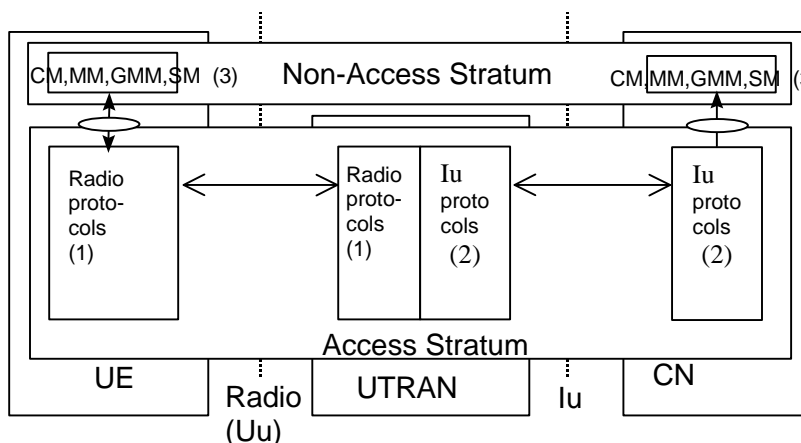 CM,MM,GMM,SM (3)
Non-Access Stratum
CM,MM,GMM,SM (3
Radio
proto-
cols
(1)
Radio
proto-
cols
(1)
Iu
proto
cols
(2)
Iu
proto
cols
(2)
Access Stratum
UE
Radio
(Uu)
UTRAN
Iu
CN